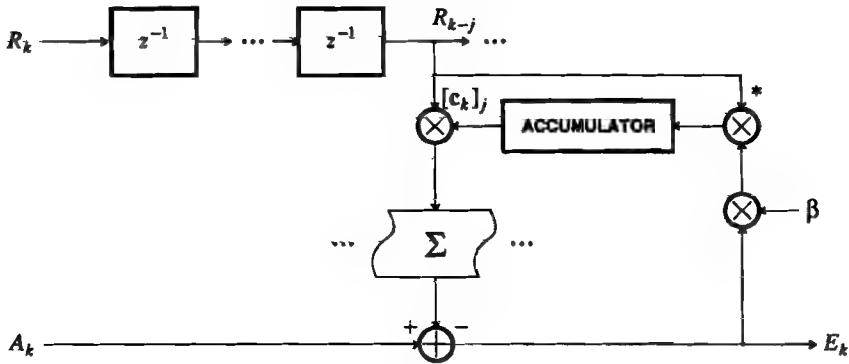 R_{k-j}
R_k z^{-1} ... z^{-1} ...
*
[c_k]_j
ACCUMULATOR
β
... Σ ...
+ −
A_k E_k